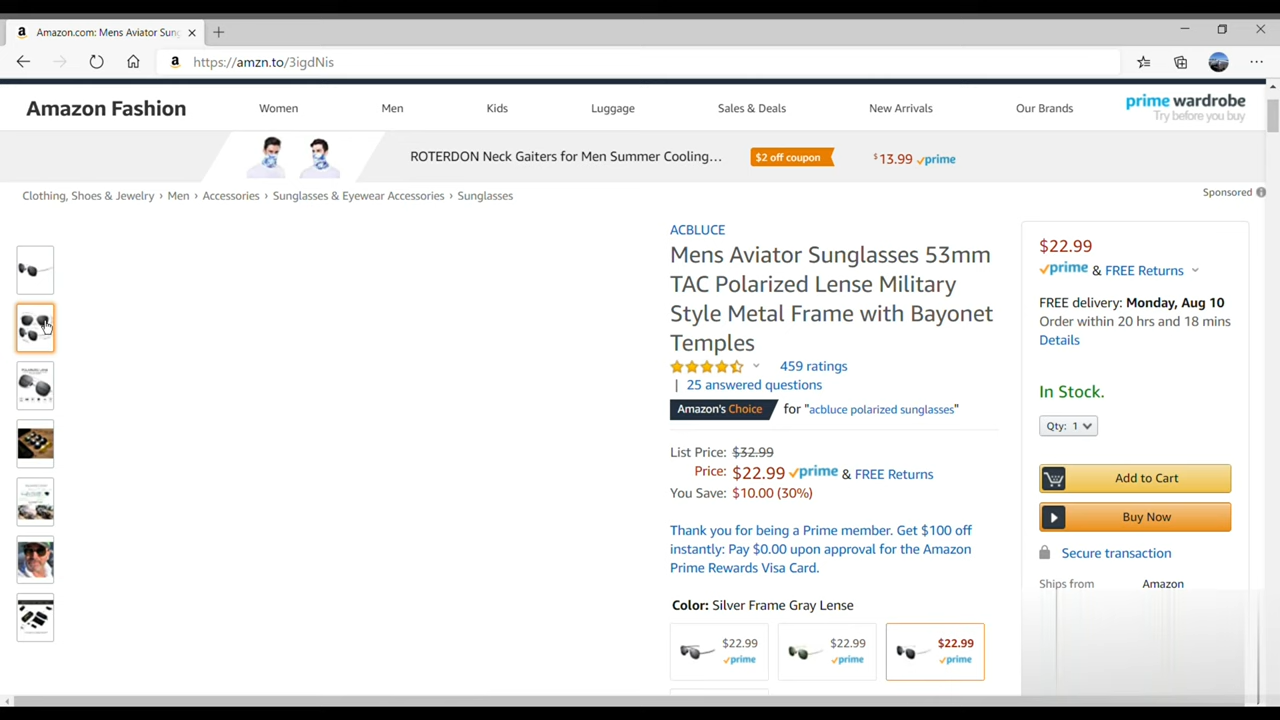 Amazon.com: Mens Aviator Sung
https://amzn.to/3igdNis
Amazon Fashion
Women
Men
Kids
Luggage
Sales & Deals
New Arrivals
Our Brands
prime wardrobe
Try before you buy
ROTERDON Neck Gaiters for Men Summer Cooling…
$2 off coupon
$13.99 prime
Clothing, Shoes & Jewelry › Men › Accessories › Sunglasses & Eyewear Accessories › Sunglasses
Sponsored
ACBLUCE
Mens Aviator Sunglasses 53mm
TAC Polarized Lense Military
Style Metal Frame with Bayonet
Temples
459 ratings
| 25 answered questions
Amazon's Choice for "acbluce polarized sunglasses"
List Price: $32.99
Price: $22.99 prime & FREE Returns
You Save: $10.00 (30%)
Thank you for being a Prime member. Get $100 off
instantly: Pay $0.00 upon approval for the Amazon
Prime Rewards Visa Card.
Color: Silver Frame Gray Lense
$22.99
prime
$22.99
prime
$22.99
prime
$22.99
prime & FREE Returns
FREE delivery: Monday, Aug 10
Order within 20 hrs and 18 mins
Details
In Stock.
Qty: 1
Add to Cart
Buy Now
Secure transaction
Ships from Amazon